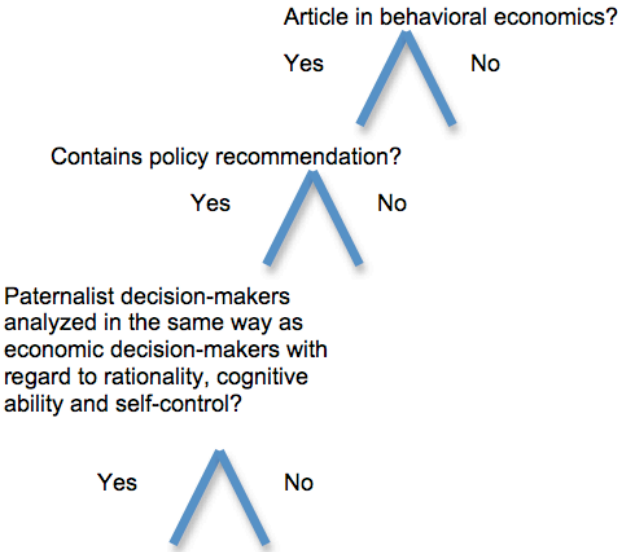 Article in behavioral economics?
Yes
No
Contains policy recommendation?
Yes
No
Paternalist decision-makers
analyzed in the same way as
economic decision-makers with
regard to rationality, cognitive
ability and self-control?
Yes
No